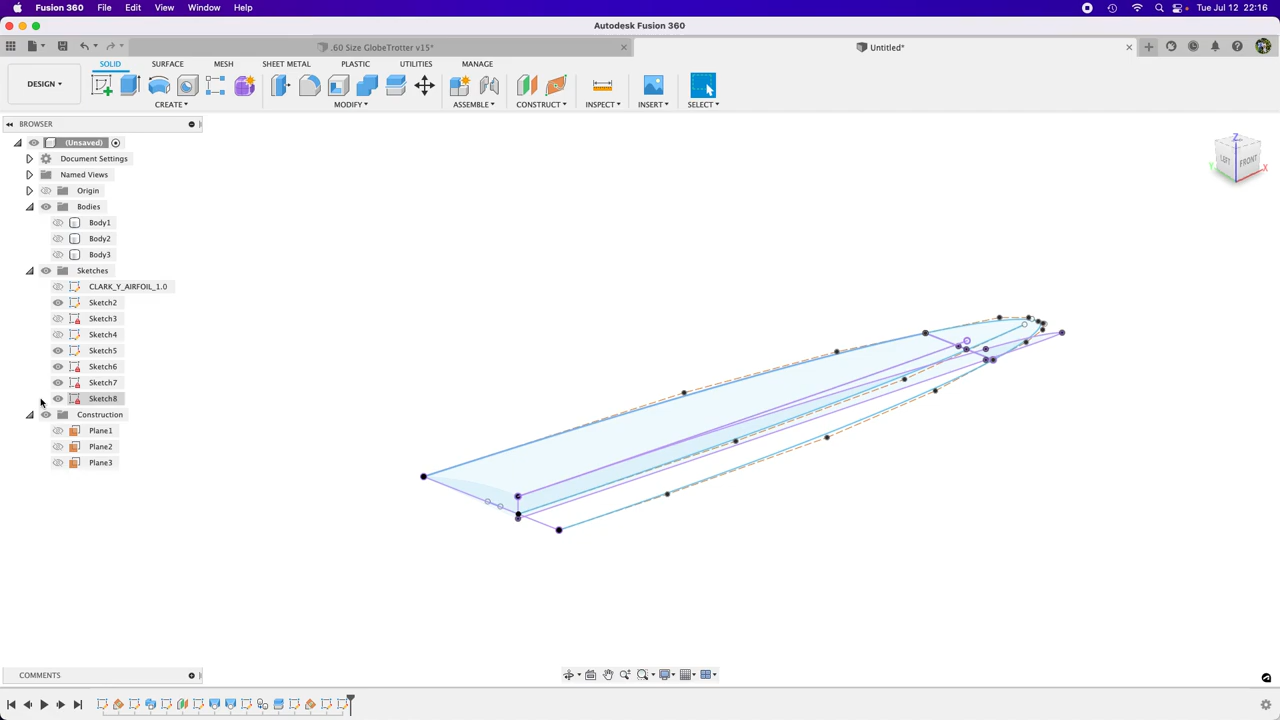 Fusion 360 File Edit View Window Help Tue Jul 12 22:16
Autodesk Fusion 360
.60 Size GlobeTrotter v15* Untitled*
DESIGN SOLID SURFACE MESH SHEET METAL PLASTIC UTILITIES MANAGE
CREATE MODIFY ASSEMBLE CONSTRUCT INSPECT INSERT SELECT
BROWSER
(Unsaved)
Document Settings
Named Views
Origin
Bodies
Body1
Body2
Body3
Sketches
CLARK_Y_AIRFOIL_1.0
Sketch2
Sketch3
Sketch4
Sketch5
Sketch6
Sketch7
Sketch8
Construction
Plane1
Plane2
Plane3
Z
LEFT FRONT
Y X
COMMENTS